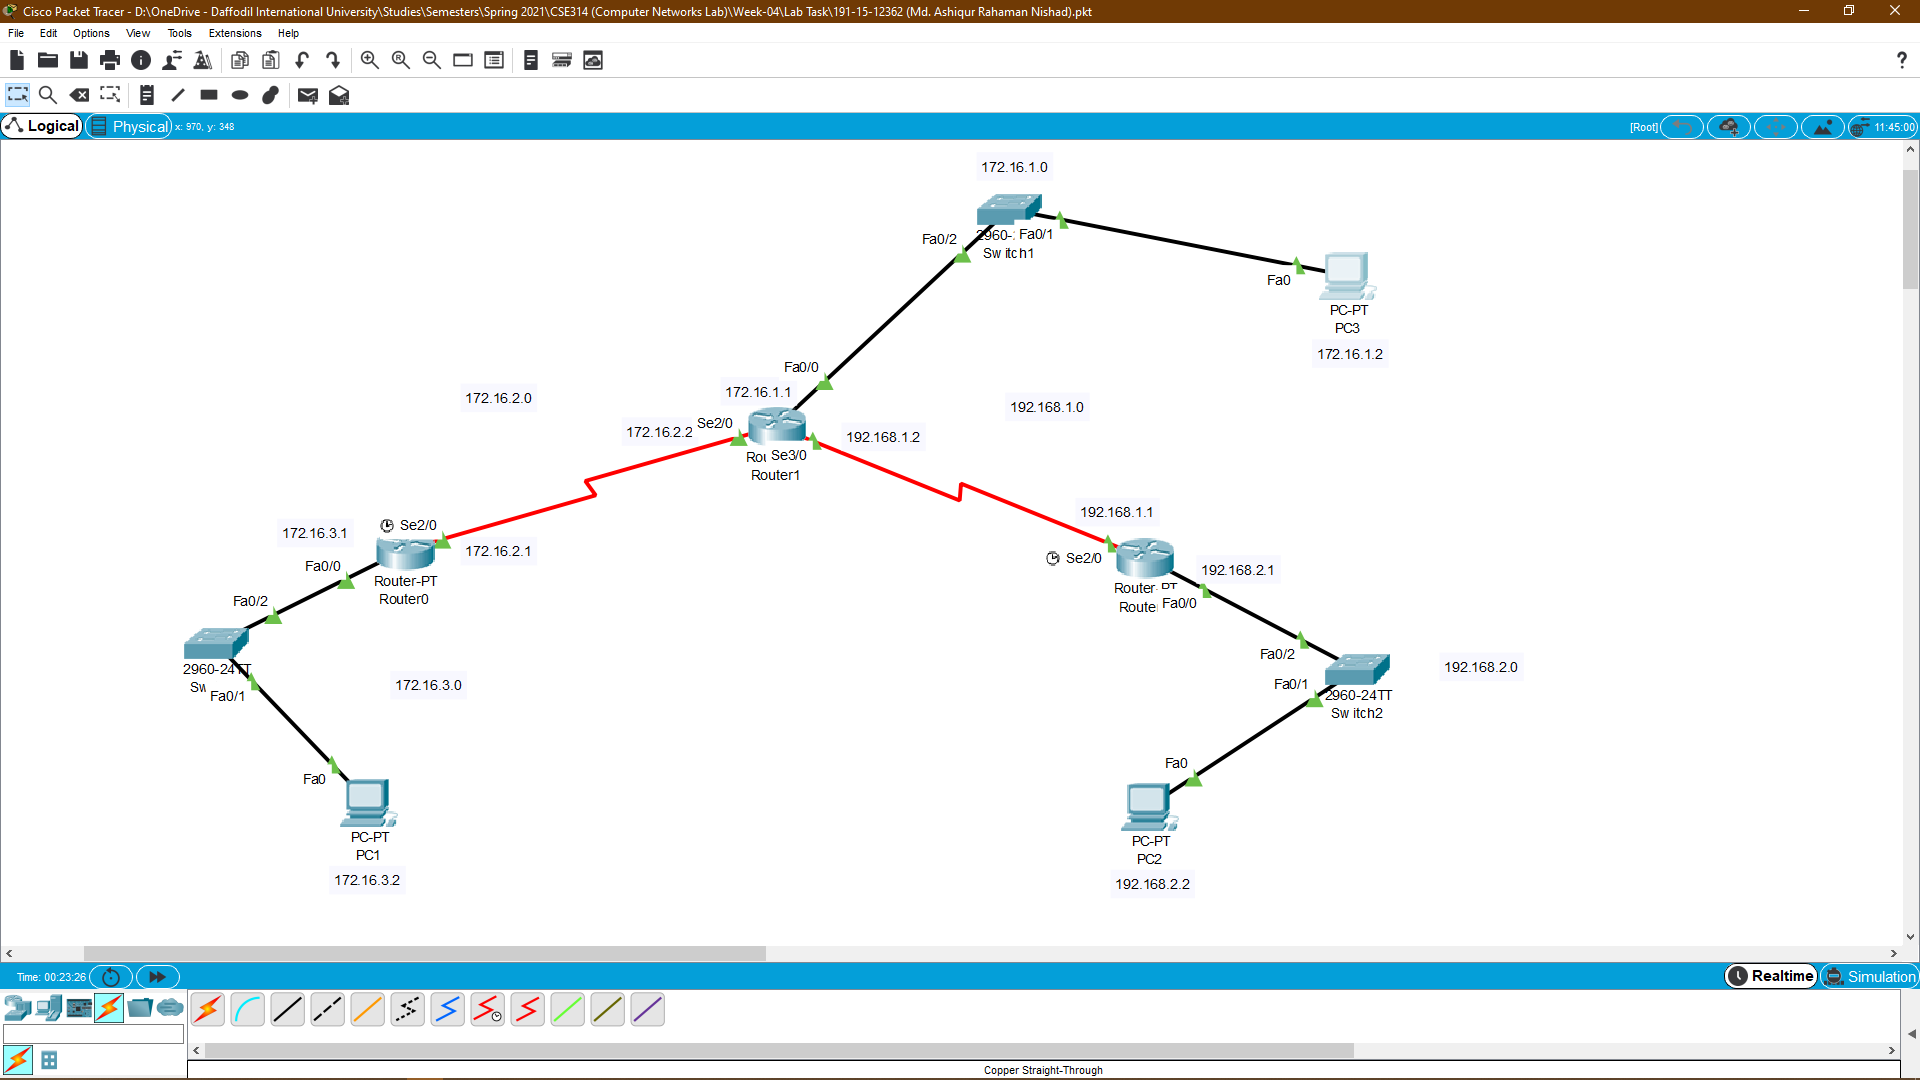 Cisco Packet Tracer - D:\OneDrive - Daffodil International University\Studies\Semesters\Spring 2021\CSE314 (Computer Networks Lab)\Week-04\Lab Task\191-15-12362 (Md. Ashiqur Rahaman Nishad).pkt
File Edit Options View Tools Extensions Help
?
Logical Physical x: 970, y: 348 [Root] 11:45:00
172.16.1.0
Fa0/2 2960- Fa0/1
Switch1
Fa0
PC-PT
PC3
172.16.1.2
Fa0/0
172.16.1.1
172.16.2.0
192.168.1.0
172.16.2.2 Se2/0
192.168.1.2
Rou Se3/0
Router1
192.168.1.1
172.16.3.1 Se2/0
172.16.2.1
Fa0/0
Router-PT
Router0
Se2/0
192.168.2.1
Router-PT
Route Fa0/0
Fa0/2
2960-24TT
Sw Fa0/1
172.16.3.0
Fa0/2
Fa0/1
2960-24TT
Switch2
192.168.2.0
Fa0
PC-PT
PC1
172.16.3.2
Fa0
PC-PT
PC2
192.168.2.2
Time: 00:23:26 Realtime Simulation
Copper Straight-Through